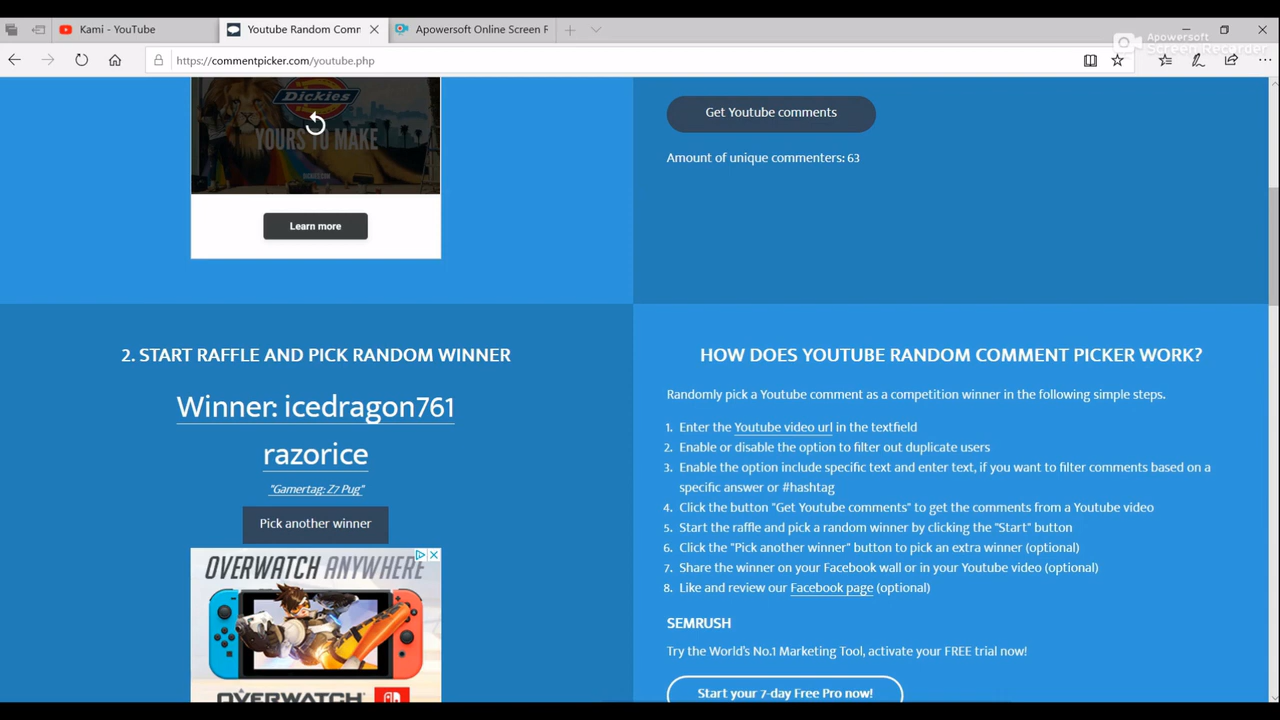 Kami - YouTube
Youtube Random Comm
Apowersoft Online Screen R
Apowersoft
Screen Recorder
https://commentpicker.com/youtube.php
Dickies
YOURS TO MAKE
Learn more
Get Youtube comments
Amount of unique commenters: 63
2. START RAFFLE AND PICK RANDOM WINNER
Winner: icedragon761
razorice
"Gamertag: Z7 Pug"
Pick another winner
OVERWATCH ANYWHERE
OVERWATCH
HOW DOES YOUTUBE RANDOM COMMENT PICKER WORK?
Randomly pick a Youtube comment as a competition winner in the following simple steps.
1. Enter the Youtube video url in the textfield
2. Enable or disable the option to filter out duplicate users
3. Enable the option include specific text and enter text, if you want to filter comments based on a
specific answer or #hashtag
4. Click the button "Get Youtube comments" to get the comments from a Youtube video
5. Start the raffle and pick a random winner by clicking the "Start" button
6. Click the "Pick another winner" button to pick an extra winner (optional)
7. Share the winner on your Facebook wall or in your Youtube video (optional)
8. Like and review our Facebook page (optional)
SEMRUSH
Try the World's No.1 Marketing Tool, activate your FREE trial now!
Start your 7-day Free Pro now!